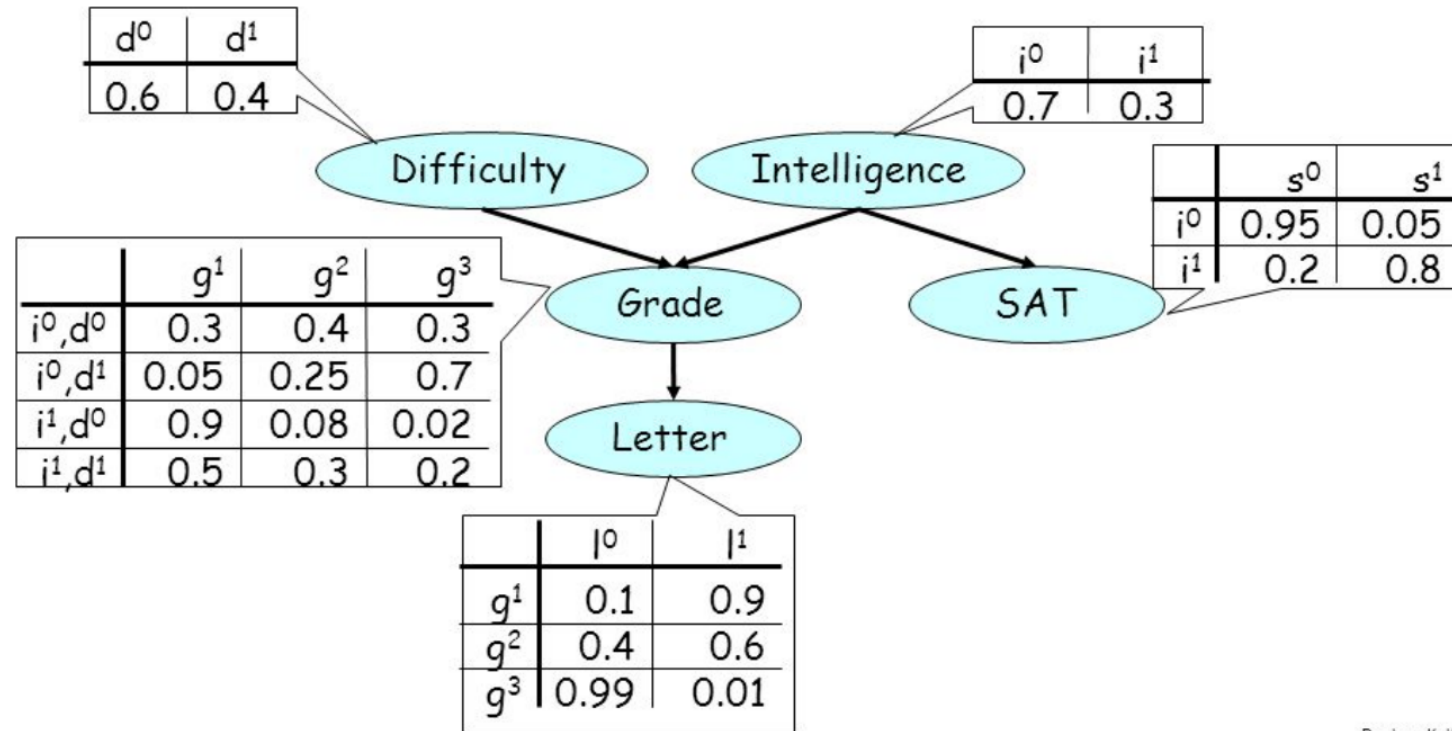 d⁰ d¹
0.6 0.4
i⁰ i¹
0.7 0.3
Difficulty
Intelligence
s⁰ s¹
i⁰ 0.95 0.05
i¹ 0.2 0.8
g¹ g² g³
i⁰,d⁰ 0.3 0.4 0.3
i⁰,d¹ 0.05 0.25 0.7
i¹,d⁰ 0.9 0.08 0.02
i¹,d¹ 0.5 0.3 0.2
Grade
SAT
Letter
l⁰ l¹
g¹ 0.1 0.9
g² 0.4 0.6
g³ 0.99 0.01